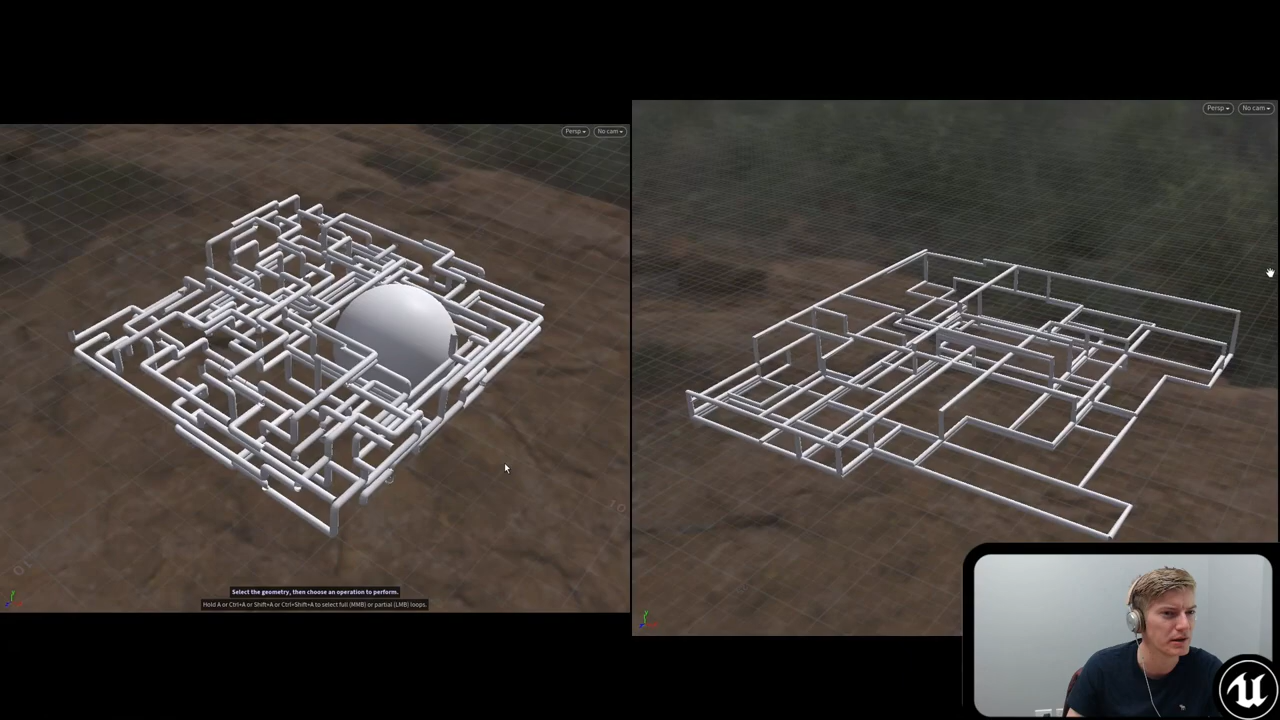 Persp
No cam
Persp
No cam
Select the geometry, then choose an operation to perform.
Hold A or Ctrl+A or Shift+A or Ctrl+Shift+A to select full (MMB) or partial (LMB) loops.